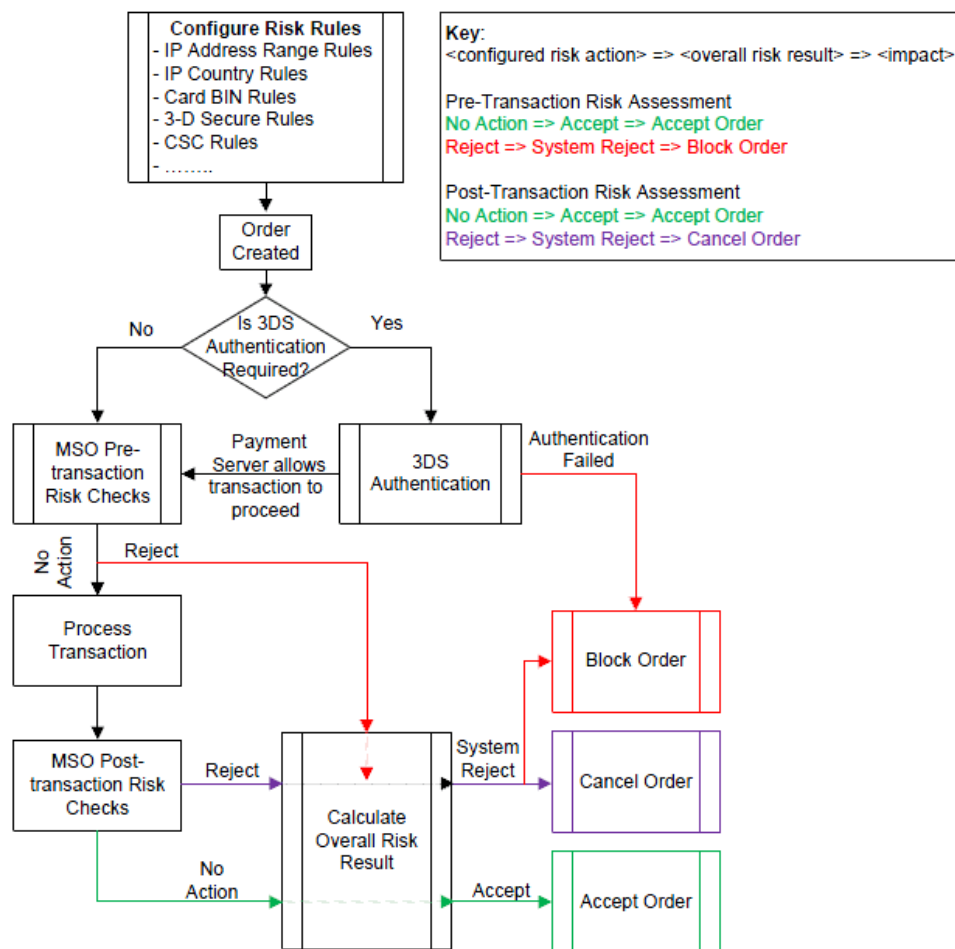 Configure Risk Rules
- IP Address Range Rules
- IP Country Rules
- Card BIN Rules
- 3-D Secure Rules
- CSC Rules
- ........
Key:
<configured risk action> => <overall risk result> => <impact>
Pre-Transaction Risk Assessment
No Action => Accept => Accept Order
Reject => System Reject => Block Order
Post-Transaction Risk Assessment
No Action => Accept => Accept Order
Reject => System Reject => Cancel Order
Order
Created
No
Is 3DS
Authentication
Required?
Yes
MSO Pre-
transaction
Risk Checks
Payment
Server allows
transaction to
proceed
3DS
Authentication
Authentication
Failed
No
Action
Reject
Process
Transaction
Block Order
MSO Post-
transaction Risk
Checks
Reject
Calculate
Overall Risk
Result
System
Reject
Cancel Order
No
Action
Accept
Accept Order